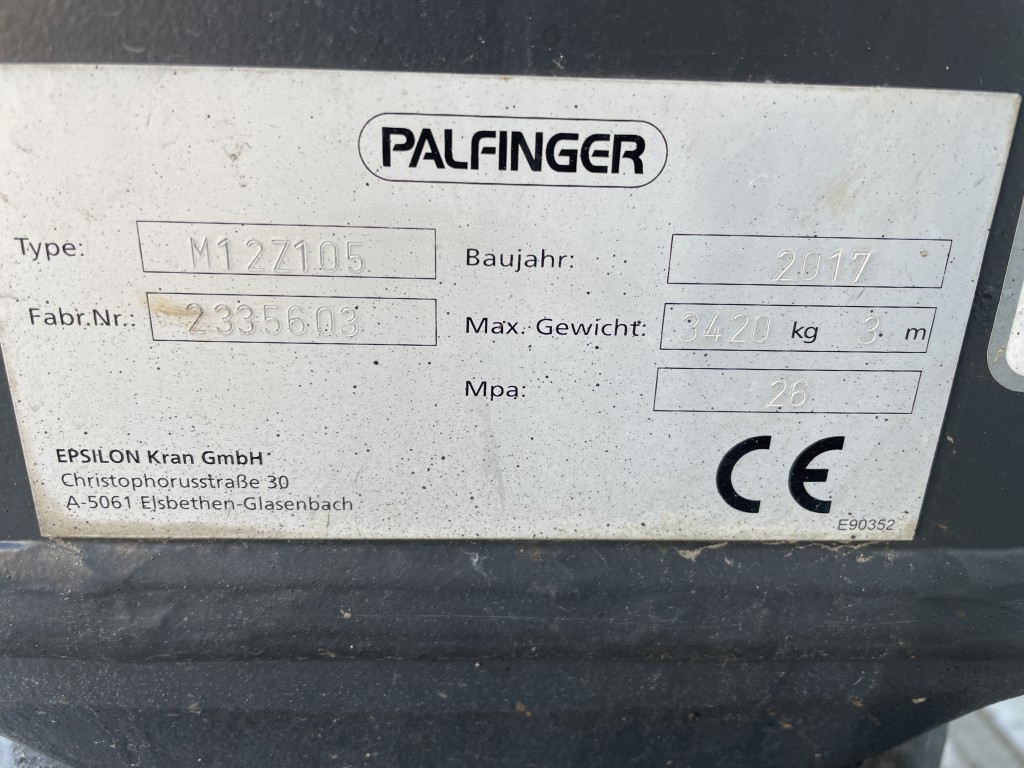 PALFINGER
Type: M12Z105
Fabr.Nr.: 2335603
Baujahr: 2017
Max. Gewicht: 3420 kg 3 m
Mpa: 26
EPSILON Kran GmbH
Christophorusstraße 30
A-5061 Elsbethen-Glasenbach
CE
E90352